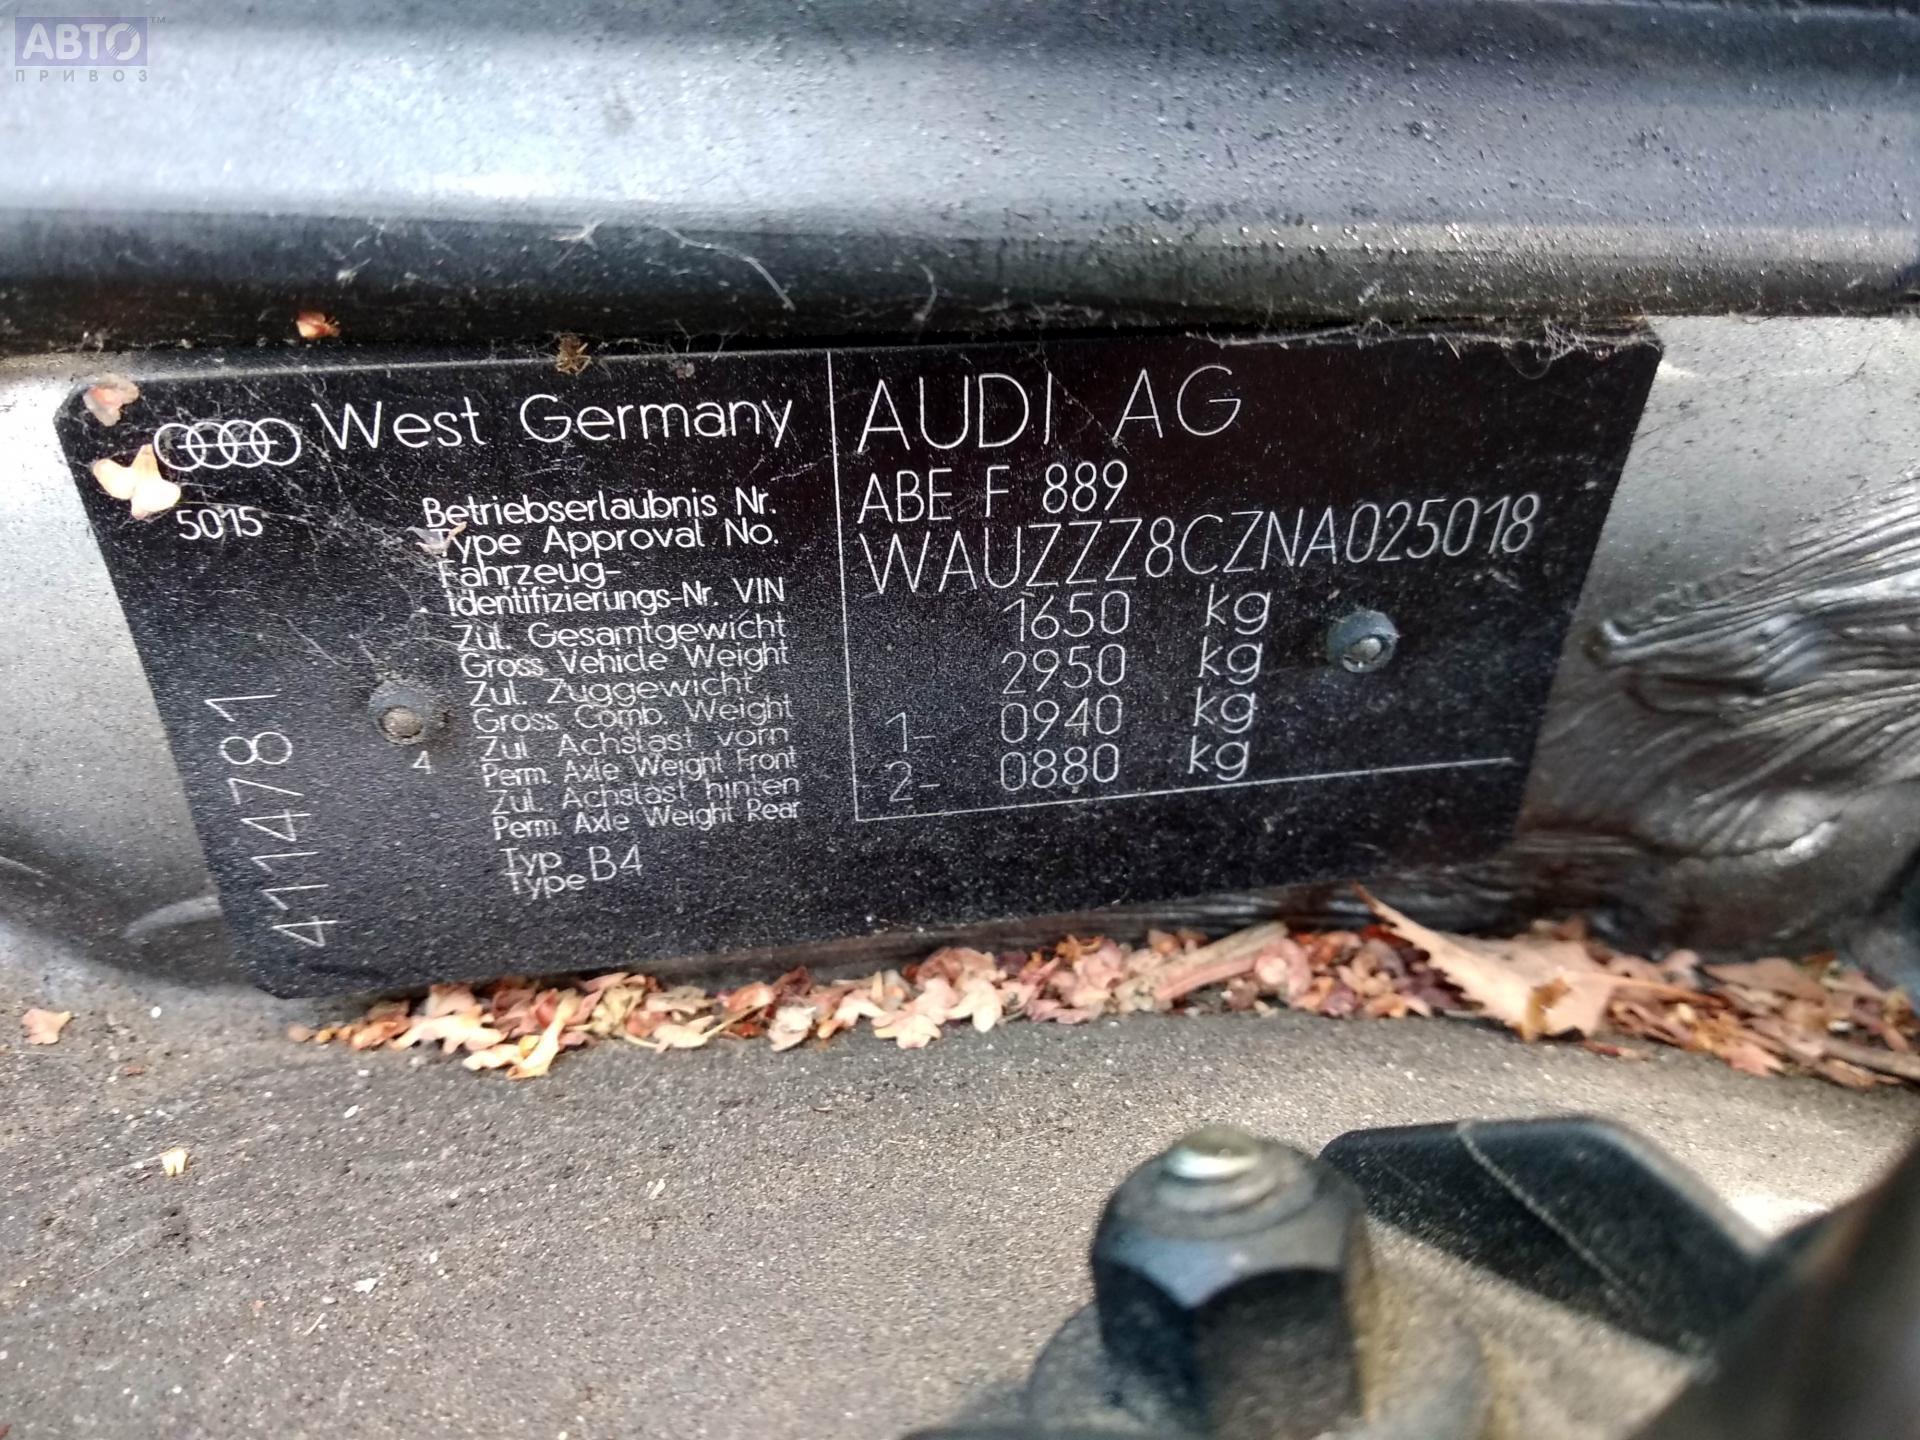 АВТО™
ПРИВОЗ
West Germany
AUDI AG
5015
Betriebserlaubnis Nr.
Type Approval No.
ABE F 889
Fahrzeug-
Identifizierungs-Nr. VIN
WAUZZZ8CZNA025018
Zul. Gesamtgewicht
Gross Vehicle Weight
1650 kg
Zul. Zuggewicht
Gross Comb. Weight
2950 kg
Zul. Achslast vorn
Perm. Axle Weight Front
1- 0940 kg
Zul. Achslast hinten
Perm. Axle Weight Rear
2- 0880 kg
4
Typ
Type B4
4114781